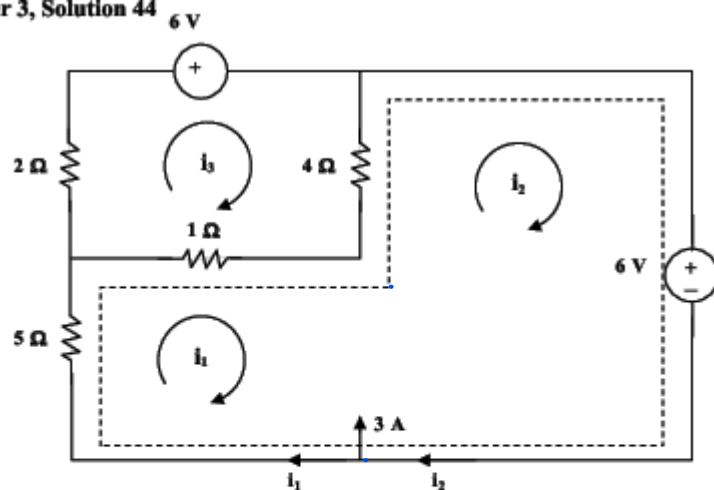 r 3, Solution 44
6 V
+
2 Ω
i3
4 Ω
i2
1 Ω
6 V
+
–
5 Ω
i1
3 A
i1
i2